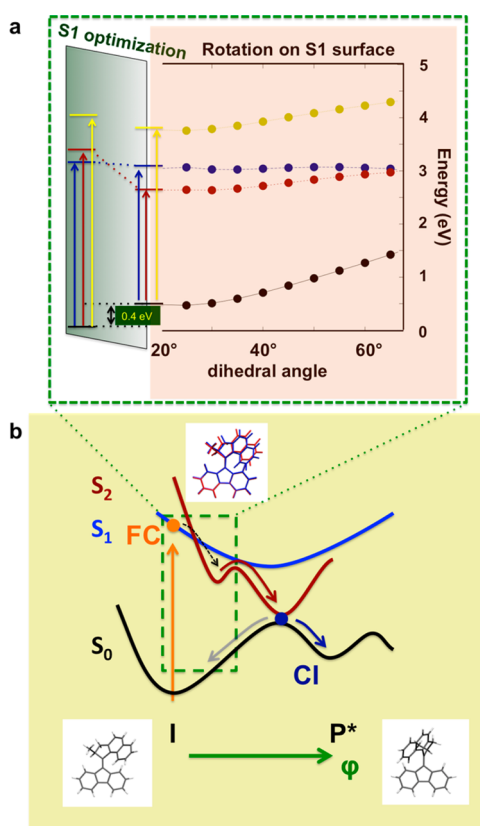 a
S1 optimization
Rotation on S1 surface
5
4
3
2
1
0
Energy (eV)
0.4 eV
20°
40°
60°
dihedral angle
b
S2
S1
FC
S0
CI
I
P*
φ